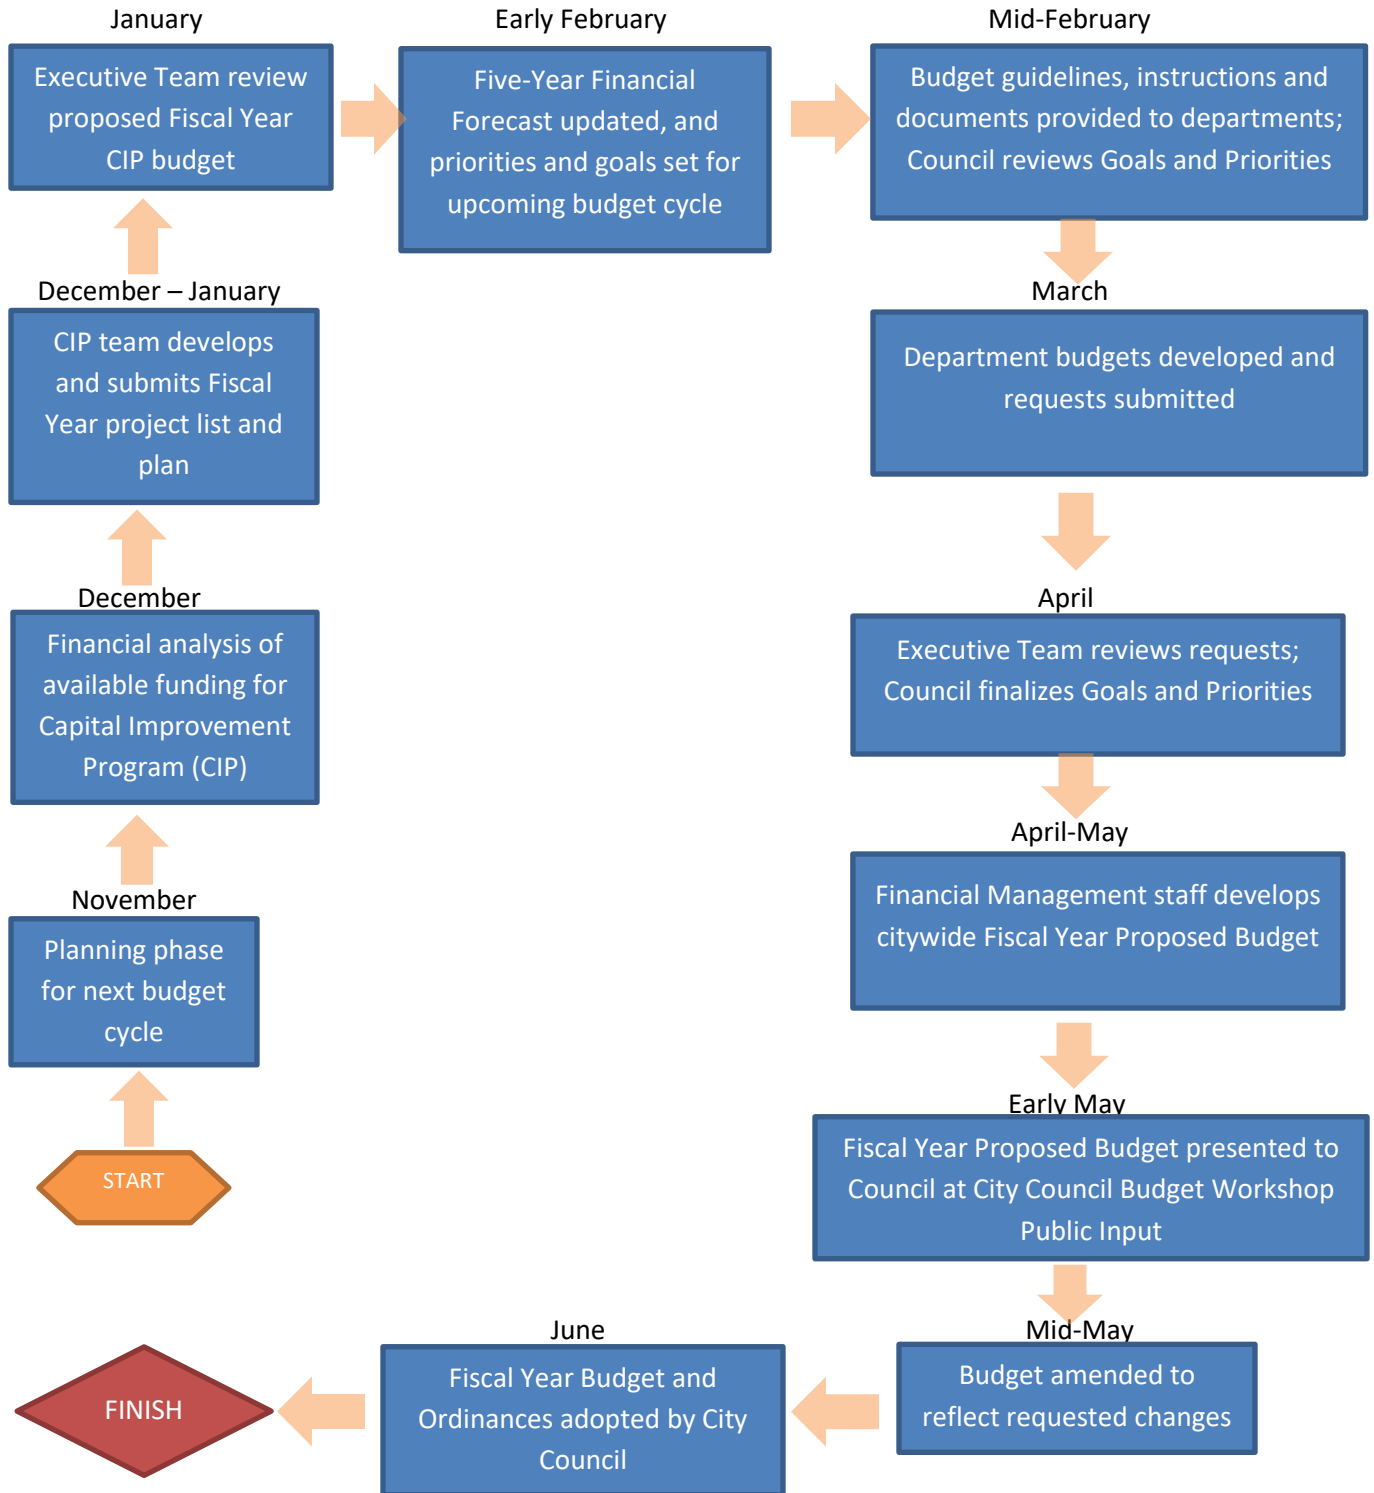 January
Executive Team review
proposed Fiscal Year
CIP budget
Early February
Five-Year Financial
Forecast updated, and
priorities and goals set for
upcoming budget cycle
Mid-February
Budget guidelines, instructions and
documents provided to departments;
Council reviews Goals and Priorities
December – January
CIP team develops
and submits Fiscal
Year project list and
plan
March
Department budgets developed and
requests submitted
December
Financial analysis of
available funding for
Capital Improvement
Program (CIP)
April
Executive Team reviews requests;
Council finalizes Goals and Priorities
April-May
Financial Management staff develops
citywide Fiscal Year Proposed Budget
November
Planning phase
for next budget
cycle
START
Early May
Fiscal Year Proposed Budget presented to
Council at City Council Budget Workshop
Public Input
Mid-May
Budget amended to
reflect requested changes
June
Fiscal Year Budget and
Ordinances adopted by City
Council
FINISH